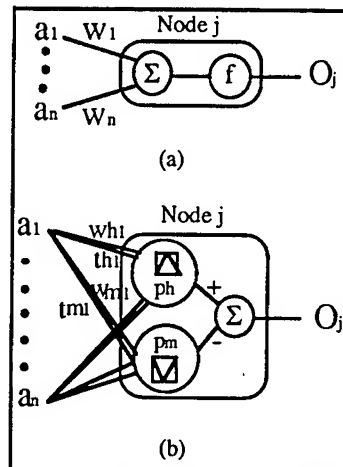 Node j
a1 W1
Σ f Oj
an Wn
(a)
Node j
a1 wh1
th1
wm1
tm1
ph
+
Σ Oj
-
pm
an
(b)